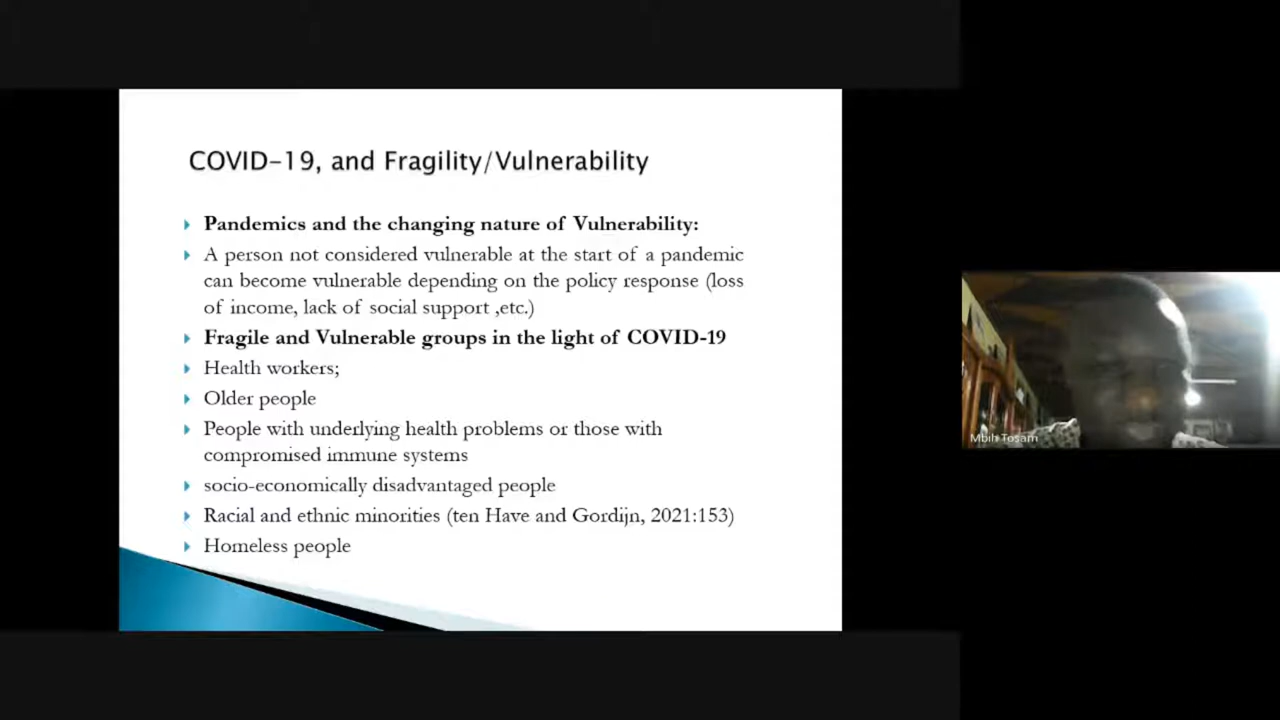 COVID-19, and Fragility/Vulnerability
Pandemics and the changing nature of Vulnerability:
A person not considered vulnerable at the start of a pandemic
can become vulnerable depending on the policy response (loss
of income, lack of social support ,etc.)
Fragile and Vulnerable groups in the light of COVID-19
Health workers;
Older people
People with underlying health problems or those with
compromised immune systems
socio-economically disadvantaged people
Racial and ethnic minorities (ten Have and Gordijn, 2021:153)
Homeless people
Mbih Tosam